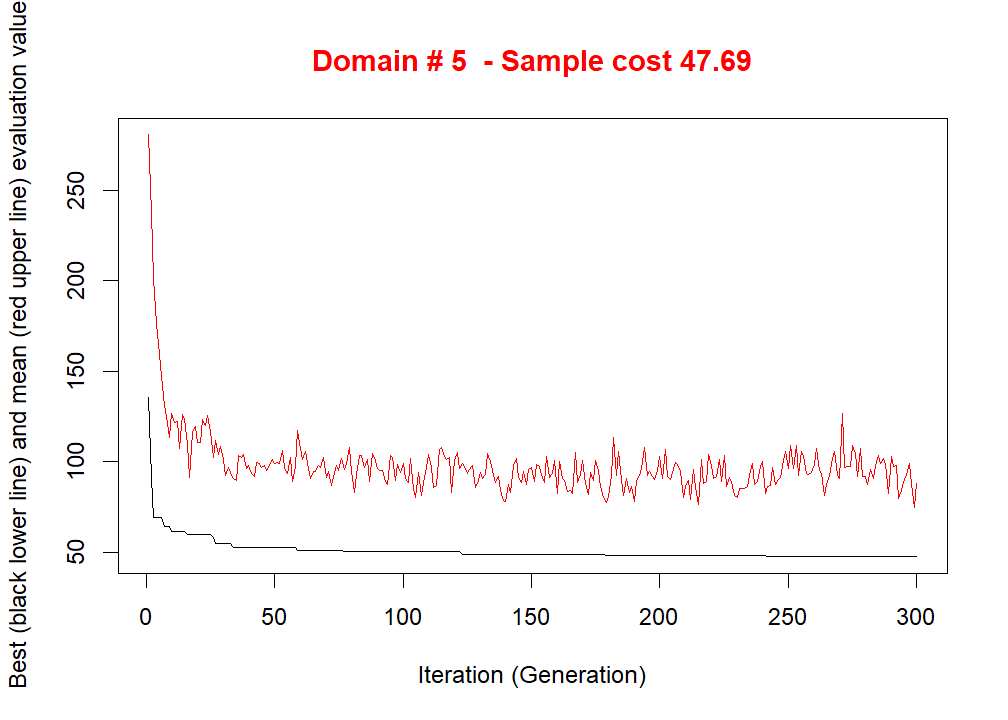 Domain # 5  - Sample cost 47.69
Best (black lower line) and mean (red upper line) evaluation value
250
200
150
100
50
0 50 100 150 200 250 300
Iteration (Generation)